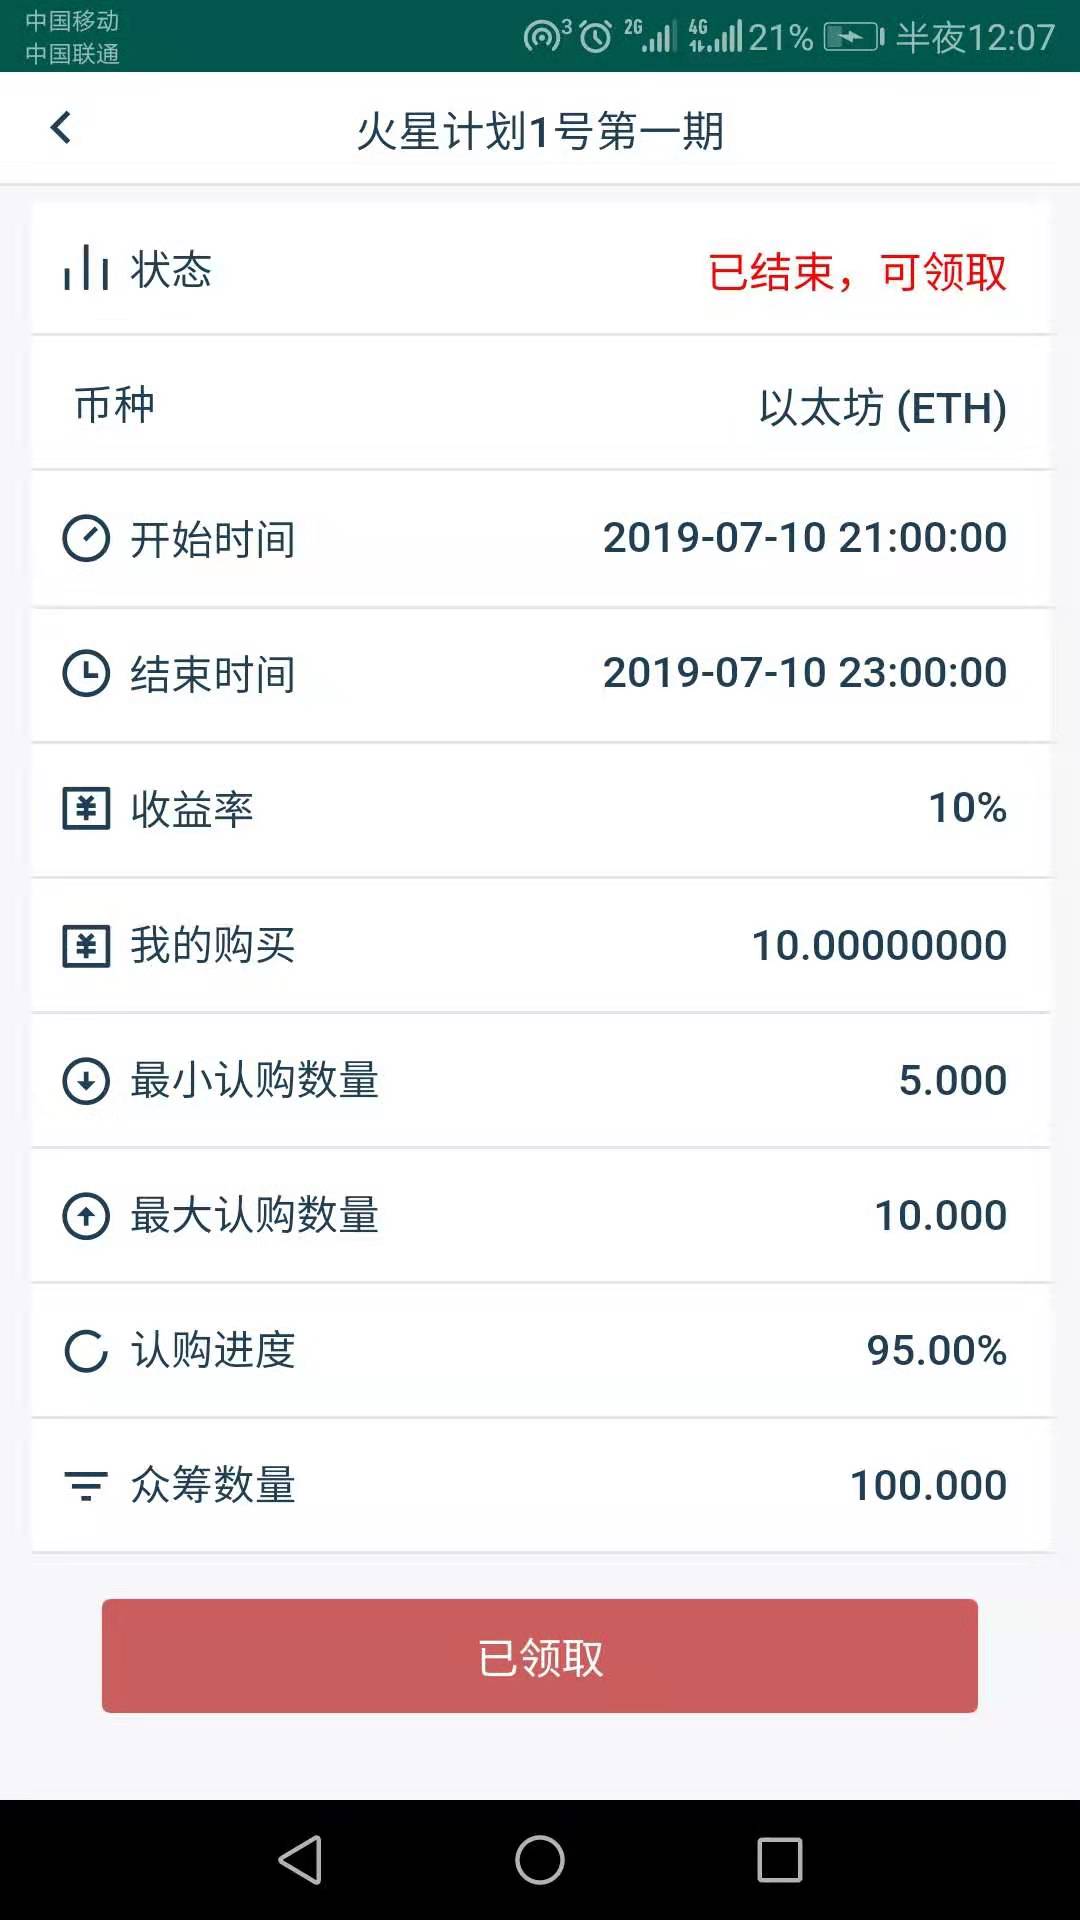 中国移动
中国联通
3 2G 4G 21% 半夜12:07
火星计划1号第一期
状态 已结束，可领取
币种 以太坊 (ETH)
开始时间 2019-07-10 21:00:00
结束时间 2019-07-10 23:00:00
¥ 收益率 10%
¥ 我的购买 10.00000000
最小认购数量 5.000
最大认购数量 10.000
认购进度 95.00%
众筹数量 100.000
已领取